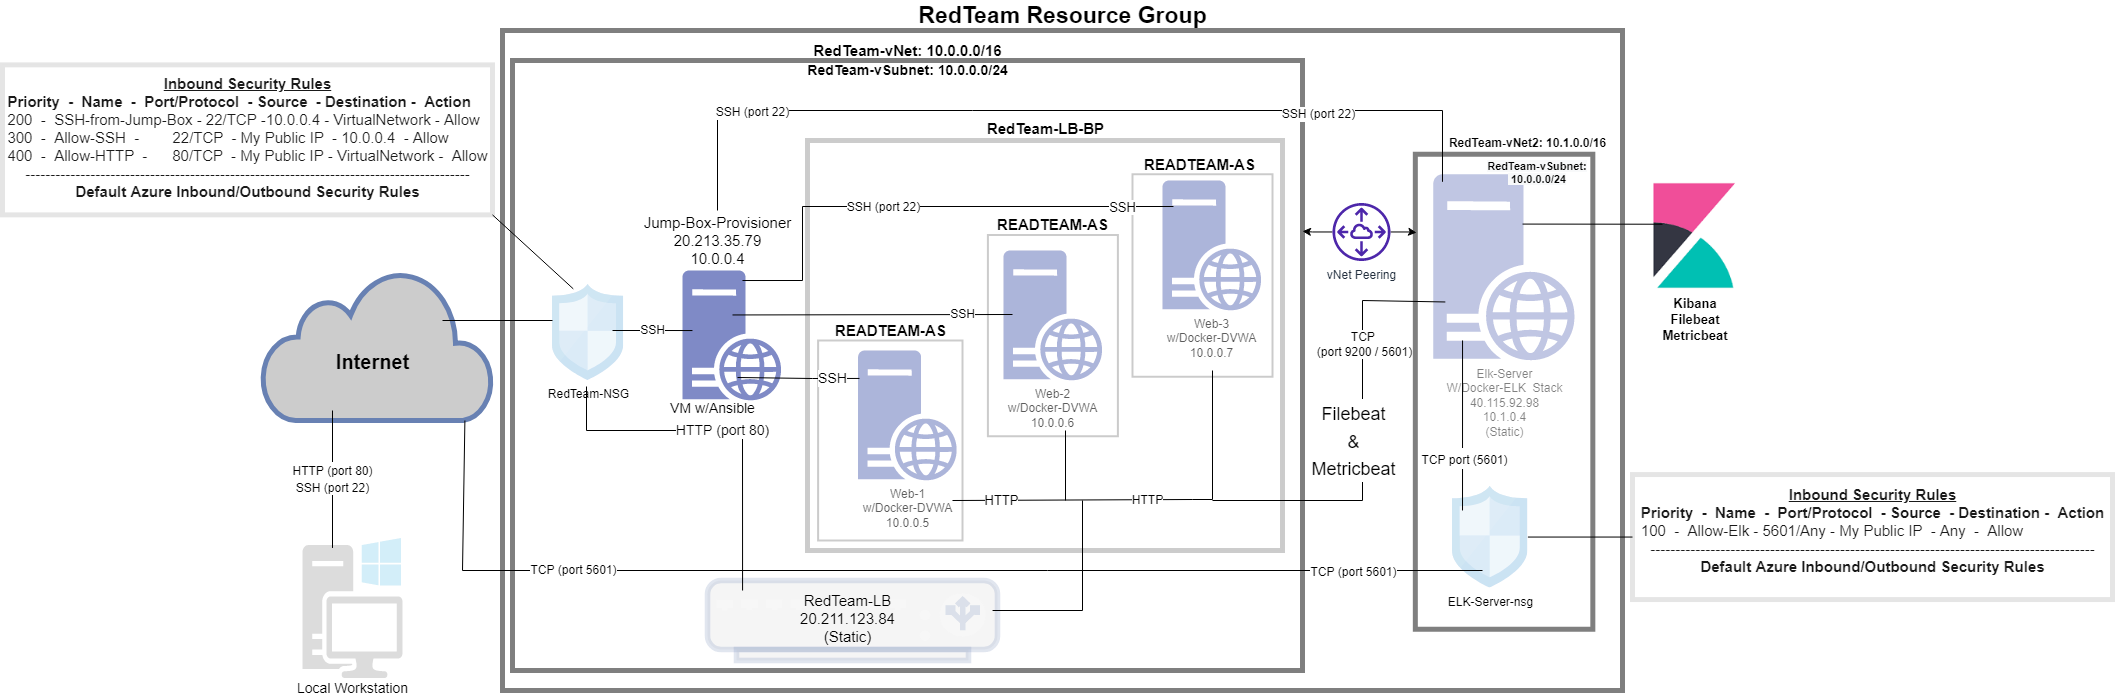 RedTeam Resource Group
RedTeam-vNet: 10.0.0.0/16
RedTeam-vSubnet: 10.0.0.0/24
Inbound Security Rules
Priority - Name - Port/Protocol - Source - Destination - Action
200 - SSH-from-Jump-Box - 22/TCP -10.0.0.4 - VirtualNetwork - Allow
300 - Allow-SSH - 22/TCP - My Public IP - 10.0.0.4 - Allow
400 - Allow-HTTP - 80/TCP - My Public IP - VirtualNetwork - Allow
--------------------------------------------------------------------------------
Default Azure Inbound/Outbound Security Rules
SSH (port 22)
SSH (port 22)
RedTeam-LB-BP
RedTeam-vNet2: 10.1.0.0/16
RedTeam-vSubnet:
10.0.0.0/24
READTEAM-AS
SSH (port 22)
SSH
READTEAM-AS
Jump-Box-Provisioner
20.213.35.79
10.0.0.4
vNet Peering
Kibana
Filebeat
Metricbeat
SSH
SSH
READTEAM-AS
Web-3
w/Docker-DVWA
10.0.0.7
TCP
(port 9200 / 5601)
Internet
RedTeam-NSG
SSH
VM w/Ansible
HTTP (port 80)
Web-2
w/Docker-DVWA
10.0.0.6
Elk-Server
W/Docker-ELK Stack
40.115.92.98
10.1.0.4
(Static)
Filebeat
&
Metricbeat
TCP port (5601)
HTTP (port 80)
SSH (port 22)
Web-1
w/Docker-DVWA
10.0.0.5
HTTP
HTTP
Inbound Security Rules
Priority - Name - Port/Protocol - Source - Destination - Action
100 - Allow-Elk - 5601/Any - My Public IP - Any - Allow
--------------------------------------------------------------------------------
Default Azure Inbound/Outbound Security Rules
TCP (port 5601)
TCP (port 5601)
ELK-Server-nsg
RedTeam-LB
20.211.123.84
(Static)
Local Workstation